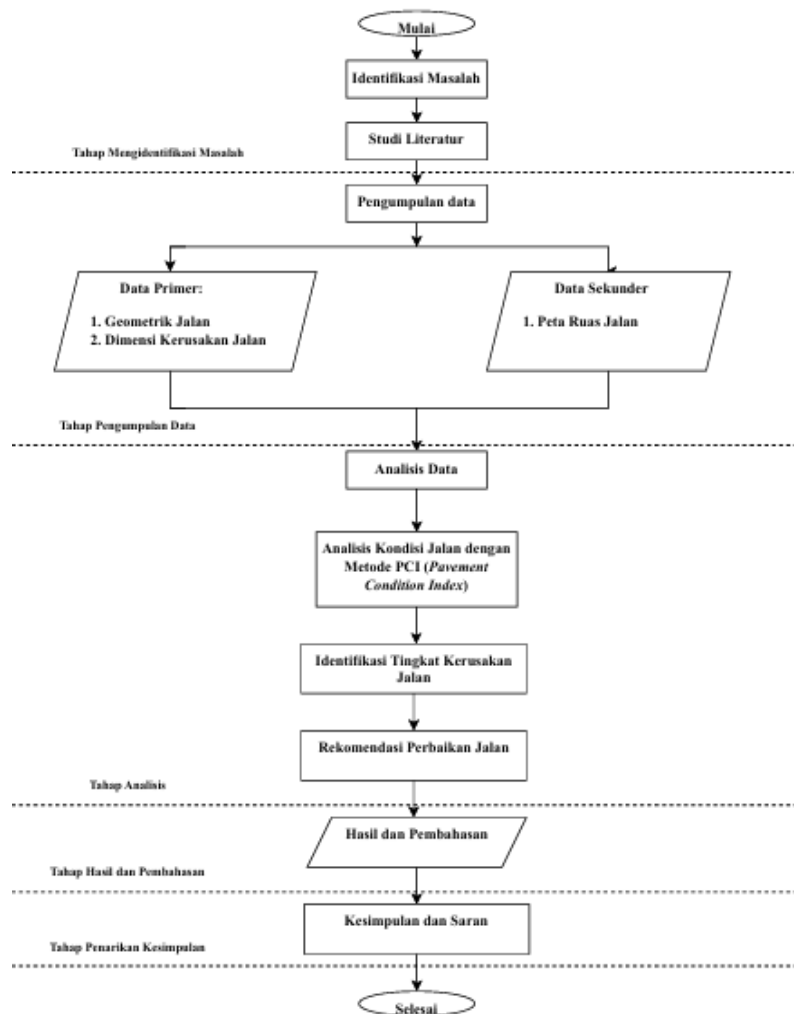 Mulai
Identifikasi Masalah
Studi Literatur
Tahap Mengidentifikasi Masalah
Pengumpulan data
Data Primer:
1. Geometrik Jalan
2. Dimensi Kerusakan Jalan
Data Sekunder
1. Peta Ruas Jalan
Tahap Pengumpulan Data
Analisis Data
Analisis Kondisi Jalan dengan
Metode PCI (Pavement
Condition Index)
Identifikasi Tingkat Kerusakan
Jalan
Rekomendasi Perbaikan Jalan
Tahap Analisis
Hasil dan Pembahasan
Tahap Hasil dan Pembahasan
Kesimpulan dan Saran
Tahap Penarikan Kesimpulan
Selesai